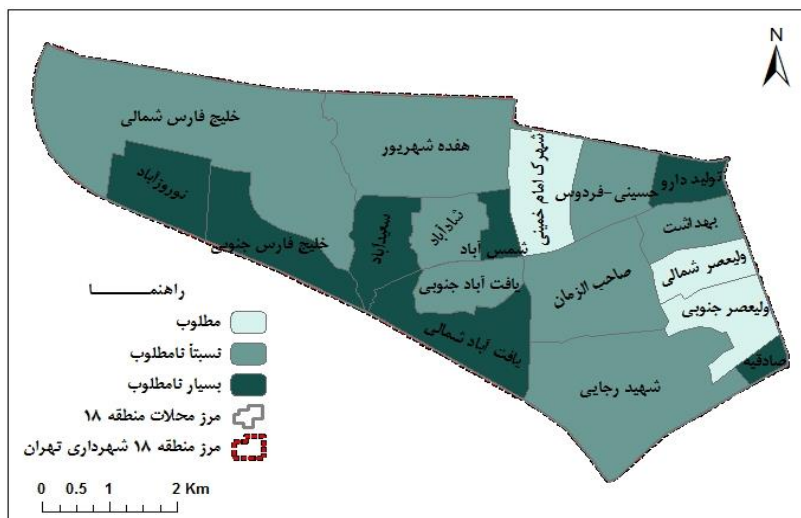 N
خلیج فارس شمالی
هفده شهریور
شهرک امام خمینی
حسینی-فردوس
تولید دارو
نوروزآباد
خلیج فارس جنوبی
سعیدآباد
شادآباد
شمس آباد
بهداشت
ولیعصر شمالی
صاحب الزمان
یافت آباد جنوبی
ولیعصر جنوبی
یافت آباد شمالی
صادقیه
شهید رجایی
راهنمـــــــا
مطلوب
نسبتاً نامطلوب
بسیار نامطلوب
مرز محلات منطقه ۱۸
مرز منطقه ۱۸ شهرداری تهران
0 0.5 1 2 Km